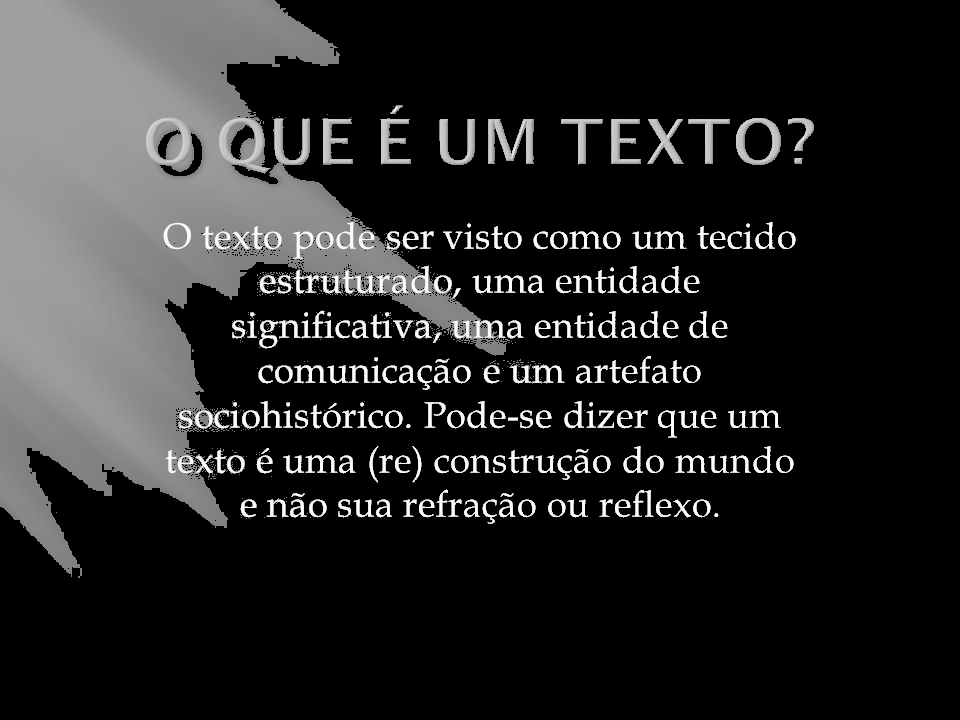 O QUE É UM TEXTO?
O texto pode ser visto como um tecido
estruturado, uma entidade
significativa, uma entidade de
comunicação e um artefato
sociohistórico. Pode-se dizer que um
texto é uma (re) construção do mundo
e não sua refração ou reflexo.